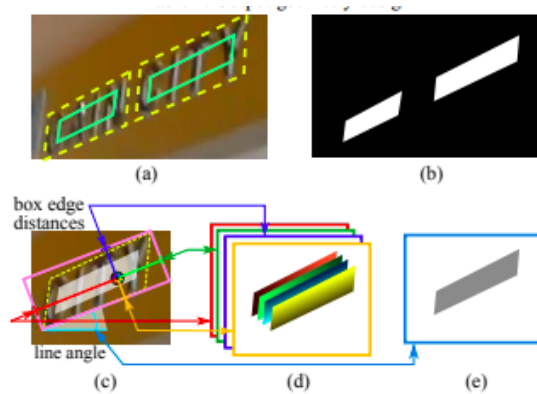 (a)
(b)
box edge
distances
line angle
(c)
(d)
(e)